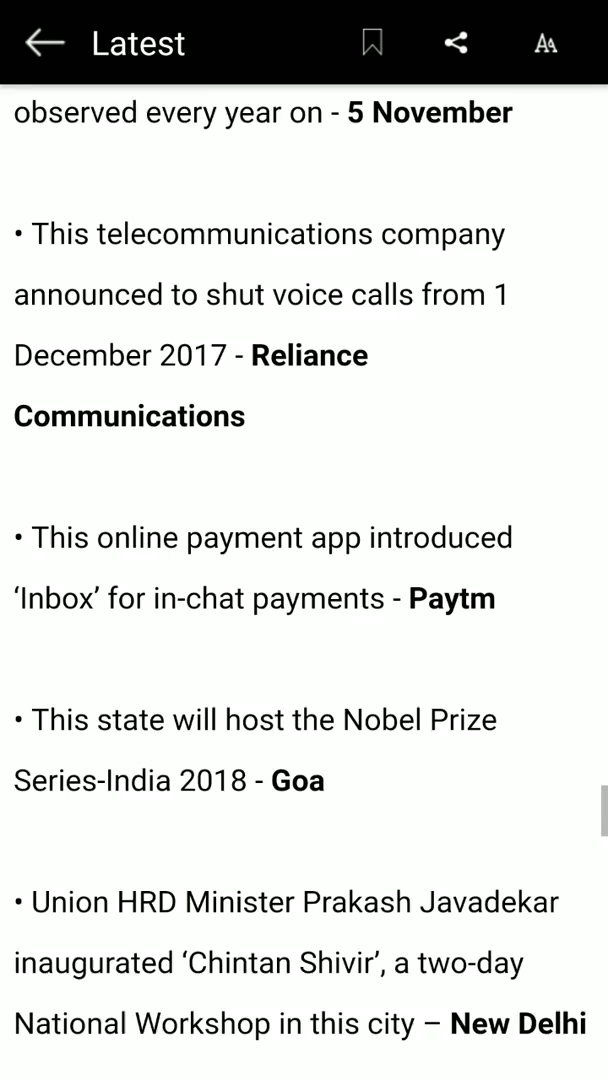 Latest
observed every year on - 5 November
• This telecommunications company
announced to shut voice calls from 1
December 2017 - Reliance
Communications
• This online payment app introduced
‘Inbox’ for in-chat payments - Paytm
• This state will host the Nobel Prize
Series-India 2018 - Goa
• Union HRD Minister Prakash Javadekar
inaugurated ‘Chintan Shivir’, a two-day
National Workshop in this city – New Delhi